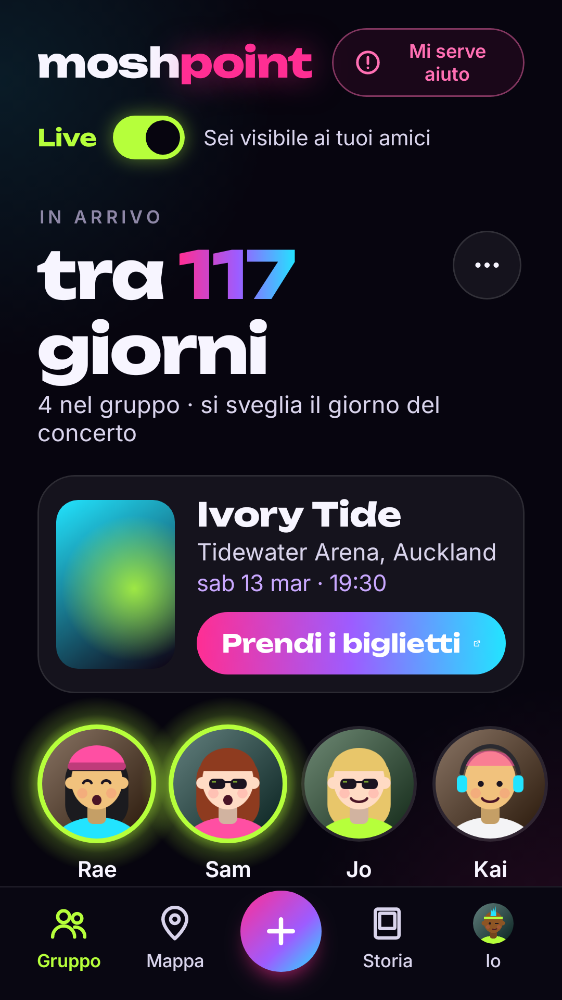 moshpoint
Mi serve
aiuto
Live
Sei visibile ai tuoi amici
IN ARRIVO
tra 117
giorni
4 nel gruppo · si sveglia il giorno del
concerto
Ivory Tide
Tidewater Arena, Auckland
sab 13 mar · 19:30
Prendi i biglietti
Rae
Sam
Jo
Kai
Gruppo
Mappa
Storia
Io